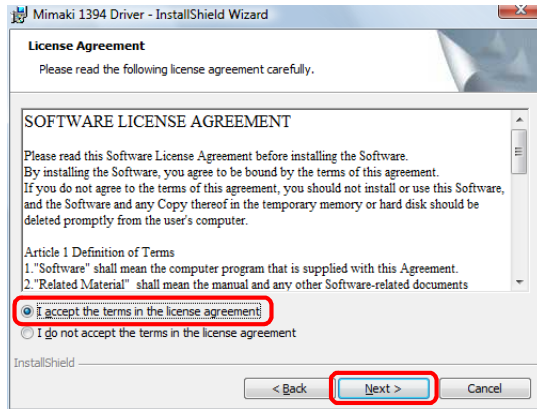 Mimaki 1394 Driver - InstallShield Wizard
License Agreement
Please read the following license agreement carefully.
SOFTWARE LICENSE AGREEMENT
Please read this Software License Agreement before installing the Software.
By installing the Software, you agree to be bound by the terms of this agreement.
If you do not agree to the terms of this agreement, you should not install or use this Software,
and the Software and any Copy thereof in the temporary memory or hard disk should be
deleted promptly from the user's computer.
Article 1 Definition of Terms
1."Software" shall mean the computer program that is supplied with this Agreement.
2."Related Material" shall mean the manual and any other Software-related documents
I accept the terms in the license agreement
I do not accept the terms in the license agreement
InstallShield
< Back
Next >
Cancel